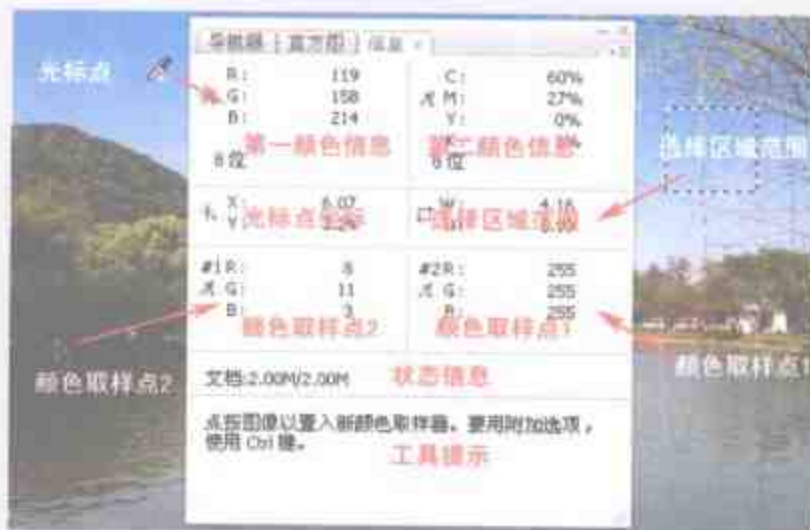 导航器 直方图 信息 ×
光标点
R: 119 C: 60%
G: 158 M: 27%
B: 214 Y: 0%
第一颜色信息 第二颜色信息
8位 8位
选择区域范围
X: 6.07 W: 4.16
Y:
光标点坐标 选择区域范围
#1R: 8 #2R: 255
G: 11 G: 255
B: 3 B: 255
颜色取样点2 颜色取样点1
颜色取样点2 颜色取样点1
文档:2.00M/2.00M 状态信息
点按图像以置入新颜色取样器。要用附加选项，
使用 Ctrl 键。
工具提示